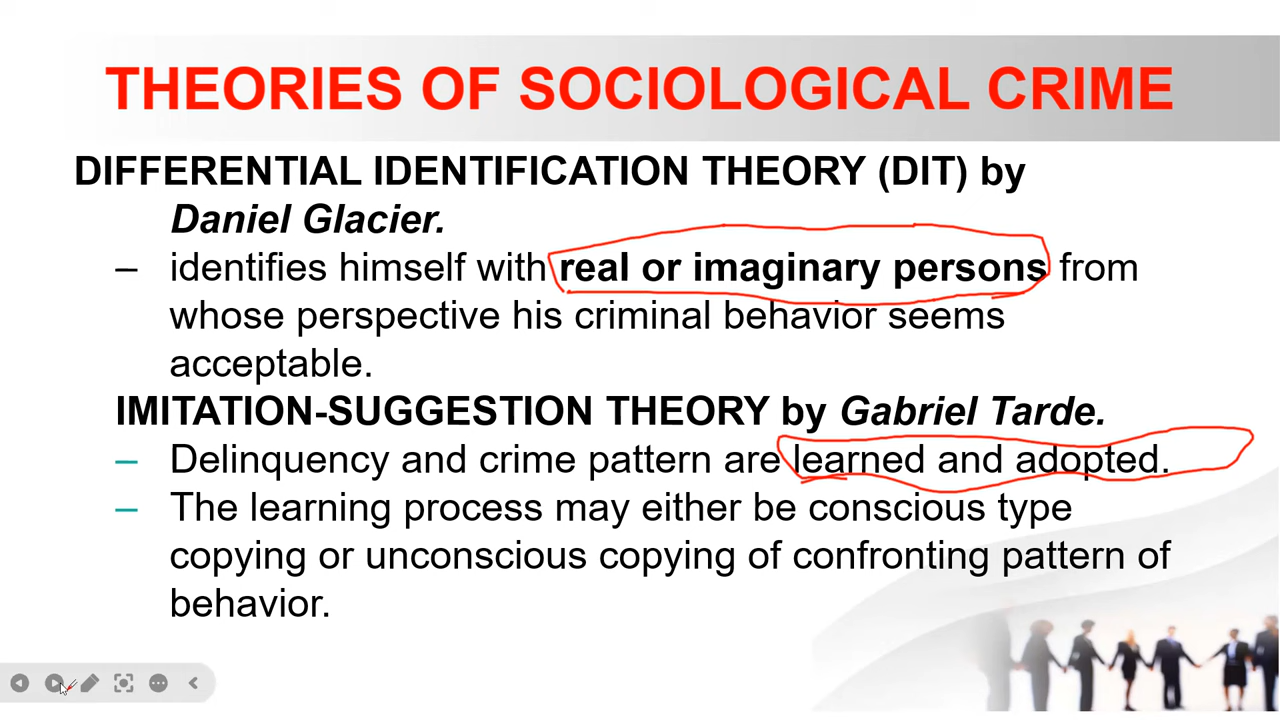 THEORIES OF SOCIOLOGICAL CRIME
DIFFERENTIAL IDENTIFICATION THEORY (DIT) by
Daniel Glacier.
– identifies himself with real or imaginary persons from
whose perspective his criminal behavior seems
acceptable.
IMITATION-SUGGESTION THEORY by Gabriel Tarde.
– Delinquency and crime pattern are learned and adopted.
– The learning process may either be conscious type
copying or unconscious copying of confronting pattern of
behavior.